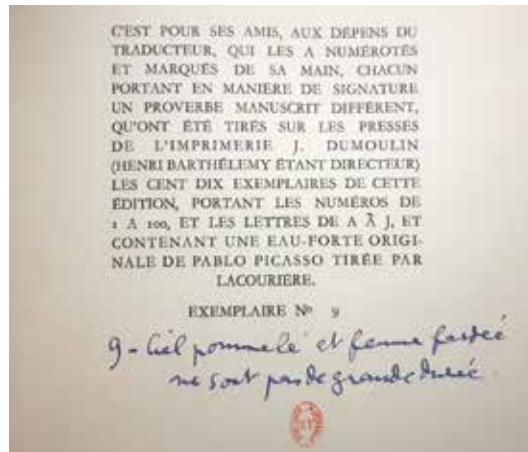 C'EST POUR SES AMIS, AUX DÉPENS DU
TRADUCTEUR, QUI LES A NUMÉROTÉS
ET MARQUÉS DE SA MAIN, CHACUN
PORTANT EN MANIÈRE DE SIGNATURE
UN PROVERBE MANUSCRIT DIFFÉRENT,
QU'ONT ÉTÉ TIRÉS SUR LES PRESSES
DE L'IMPRIMERIE J. DUMOULIN
(HENRI BARTHÉLEMY ÉTANT DIRECTEUR)
LES CENT DIX EXEMPLAIRES DE CETTE
ÉDITION, PORTANT LES NUMÉROS DE
1 A 100, ET LES LETTRES DE A À J, ET
CONTENANT UNE EAU-FORTE ORIGI-
NALE DE PABLO PICASSO TIRÉE PAR
LACOURIÈRE.
EXEMPLAIRE Nº 9
9 - Ciel pommelé et femme fardée
ne sont pas de grande durée